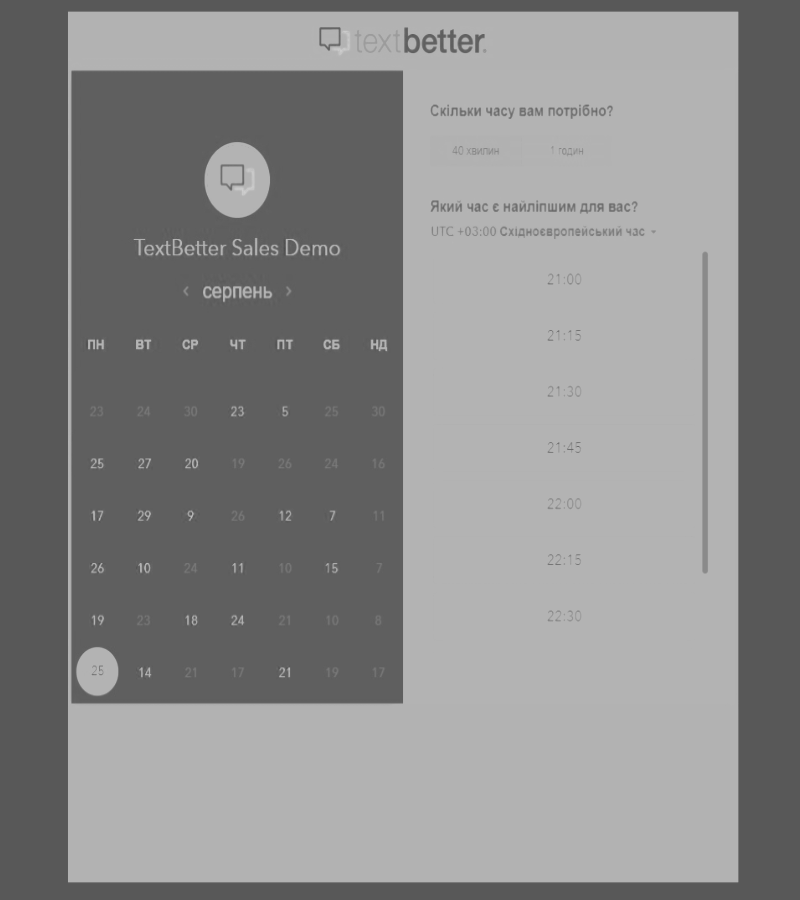 textbetter.
TextBetter Sales Demo
‹ серпень ›
ПН ВТ СР ЧТ ПТ СБ НД
23 24 30 23 5 25 30
25 27 20 19 26 24 16
17 29 9 26 12 7 11
26 10 24 11 10 15 7
19 23 18 24 21 10 8
25 14 21 17 21 19 17
Скільки часу вам потрібно?
40 хвилин 1 годин
Який час є найліпшим для вас?
UTC +03:00 Східноєвропейський час
21:00
21:15
21:30
21:45
22:00
22:15
22:30